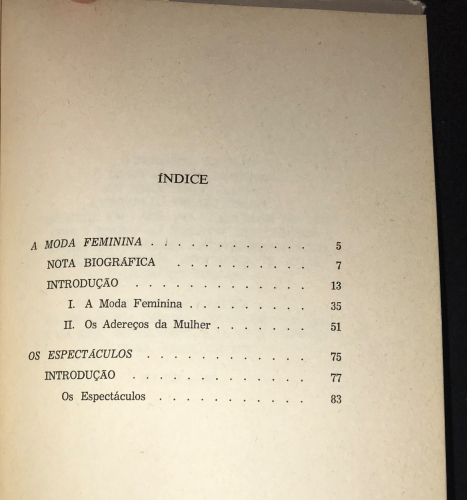 ÍNDICE
A MODA FEMININA . . . . . . . . . . . 5
NOTA BIOGRÁFICA . . . . . . . . . 7
INTRODUÇÃO . . . . . . . . . . . . 13
I. A Moda Feminina . . . . . . . . . 35
II. Os Adereços da Mulher . . . . . . . 51
OS ESPECTÁCULOS . . . . . . . . . . . 75
INTRODUÇÃO . . . . . . . . . . . . 77
Os Espectáculos . . . . . . . . . . . 83